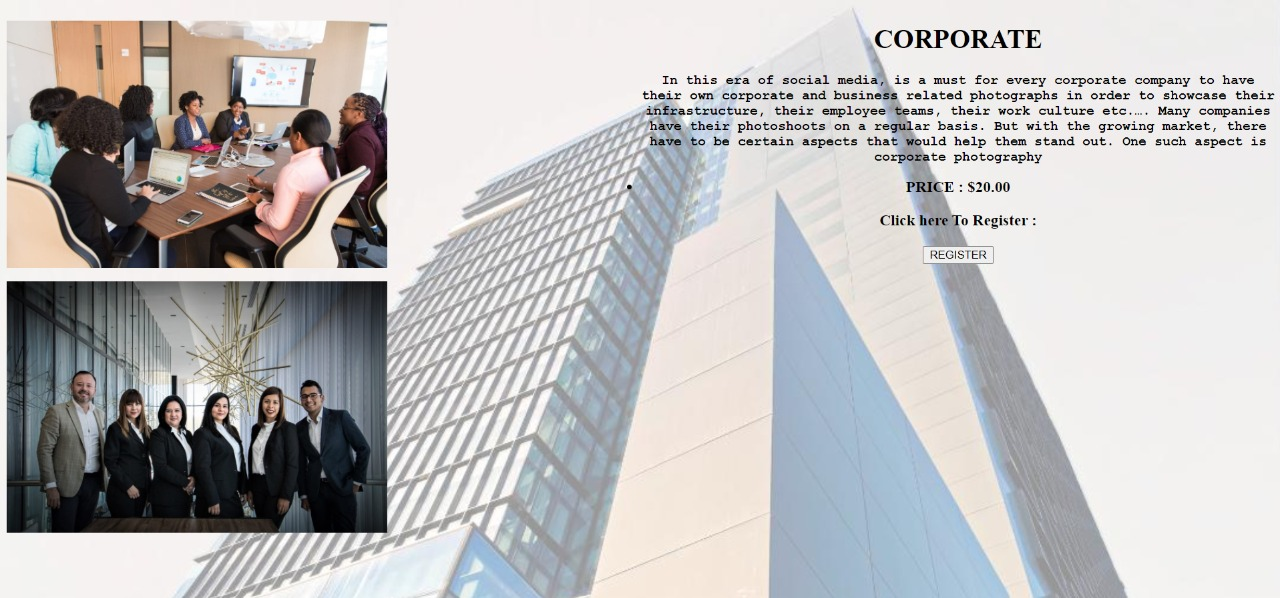 CORPORATE
In this era of social media, is a must for every corporate company to have
their own corporate and business related photographs in order to showcase their
infrastructure, their employee teams, their work culture etc.…. Many companies
have their photoshoots on a regular basis. But with the growing market, there
have to be certain aspects that would help them stand out. One such aspect is
corporate photography
PRICE : $20.00
Click here To Register :
REGISTER